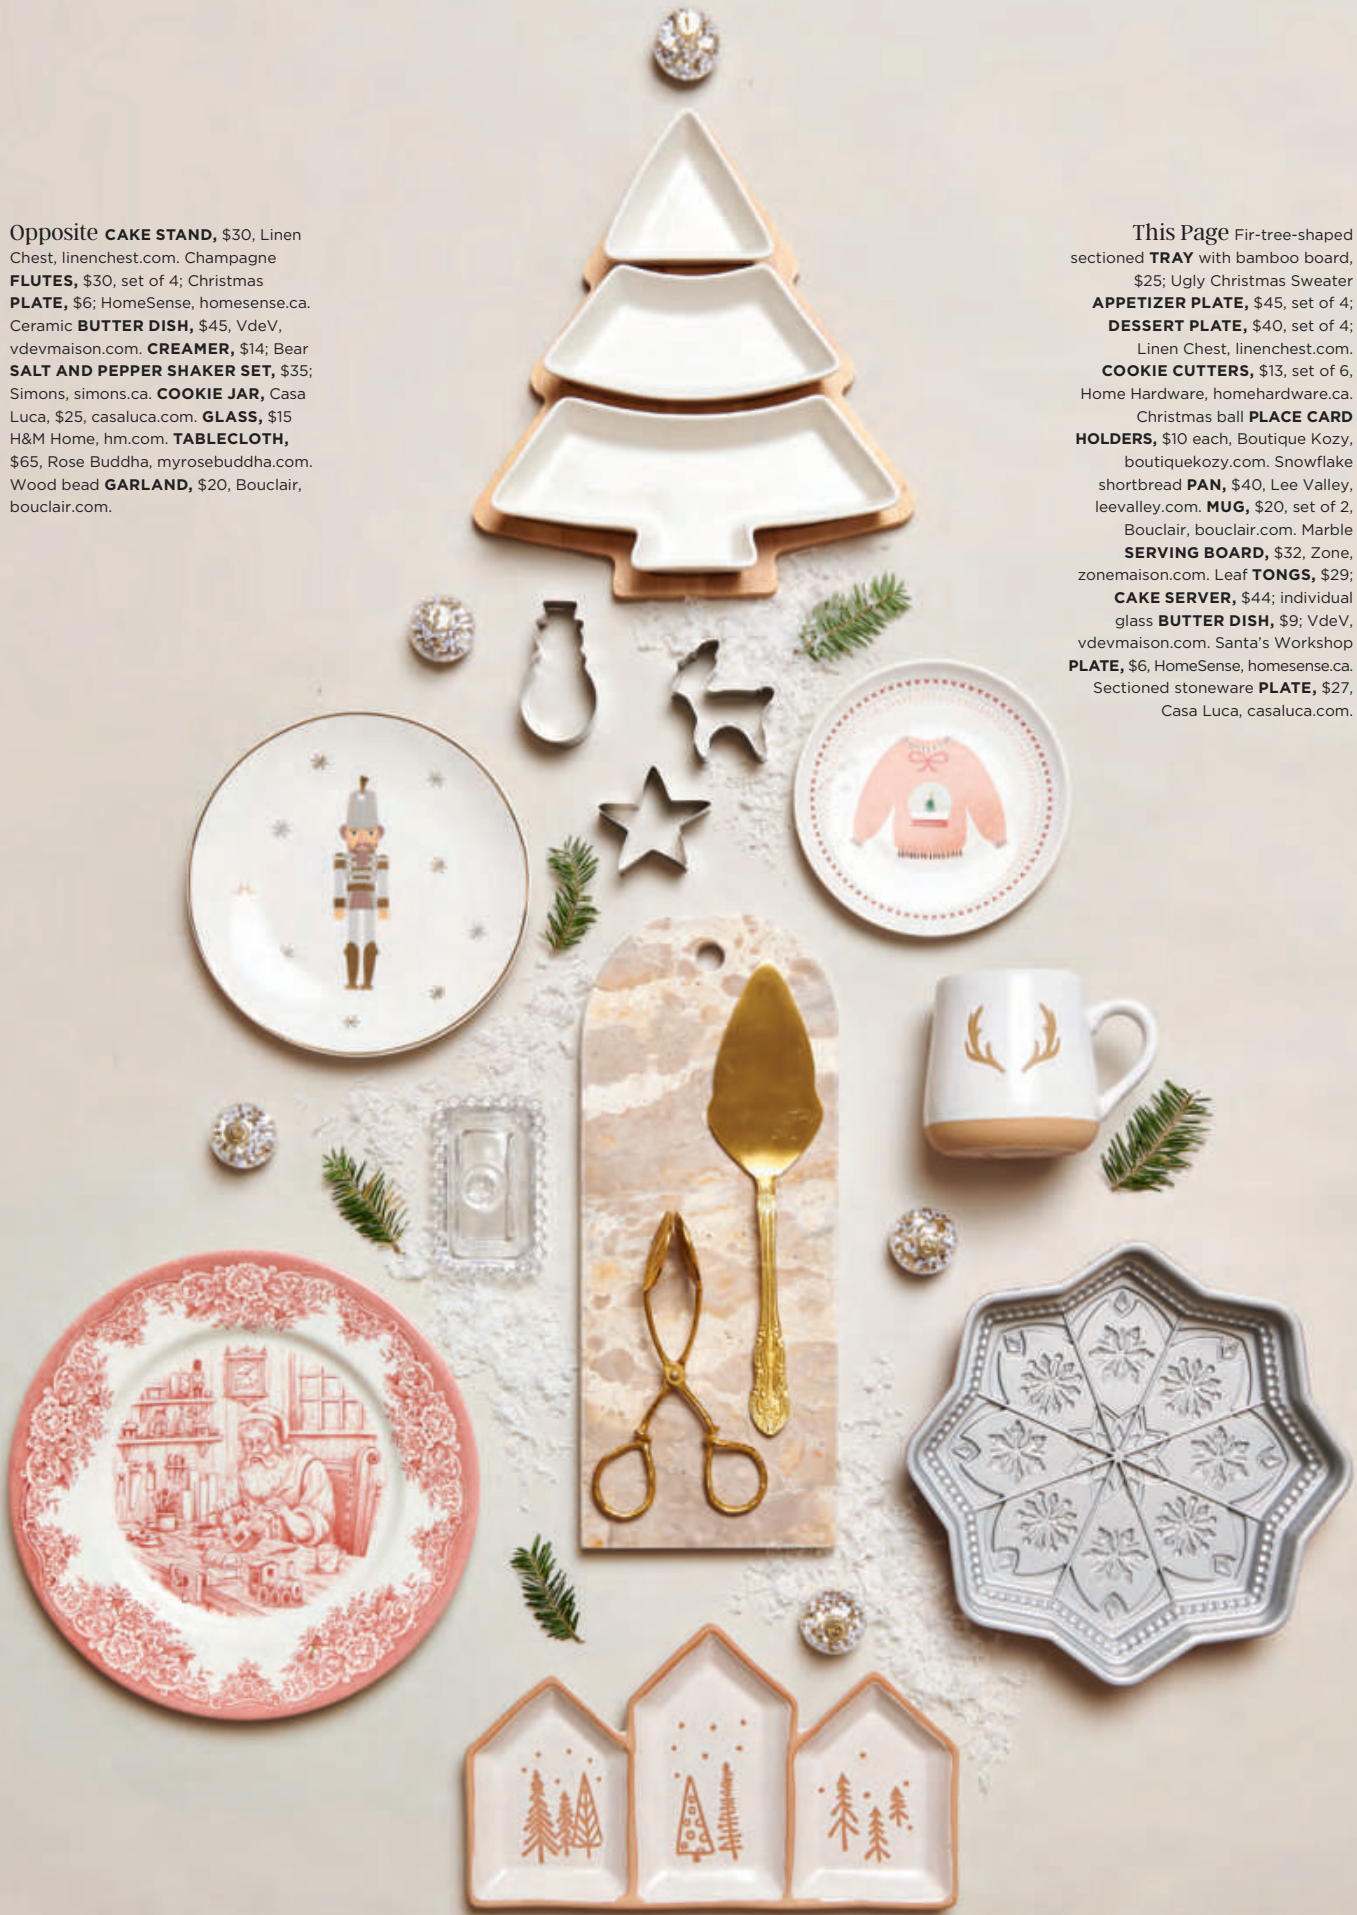 Opposite CAKE STAND, $30, Linen
Chest, linenchest.com. Champagne
FLUTES, $30, set of 4; Christmas
PLATE, $6; HomeSense, homesense.ca.
Ceramic BUTTER DISH, $45, VdeV,
vdevmaison.com. CREAMER, $14; Bear
SALT AND PEPPER SHAKER SET, $35;
Simons, simons.ca. COOKIE JAR, Casa
Luca, $25, casaluca.com. GLASS, $15
H&M Home, hm.com. TABLECLOTH,
$65, Rose Buddha, myrosebuddha.com.
Wood bead GARLAND, $20, Bouclair,
bouclair.com.
This Page Fir-tree-shaped
sectioned TRAY with bamboo board,
$25; Ugly Christmas Sweater
APPETIZER PLATE, $45, set of 4;
DESSERT PLATE, $40, set of 4;
Linen Chest, linenchest.com.
COOKIE CUTTERS, $13, set of 6,
Home Hardware, homehardware.ca.
Christmas ball PLACE CARD
HOLDERS, $10 each, Boutique Kozy,
boutiquekozy.com. Snowflake
shortbread PAN, $40, Lee Valley,
leevalley.com. MUG, $20, set of 2,
Bouclair, bouclair.com. Marble
SERVING BOARD, $32, Zone,
zonemaison.com. Leaf TONGS, $29;
CAKE SERVER, $44; individual
glass BUTTER DISH, $9; VdeV,
vdevmaison.com. Santa's Workshop
PLATE, $6, HomeSense, homesense.ca.
Sectioned stoneware PLATE, $27,
Casa Luca, casaluca.com.